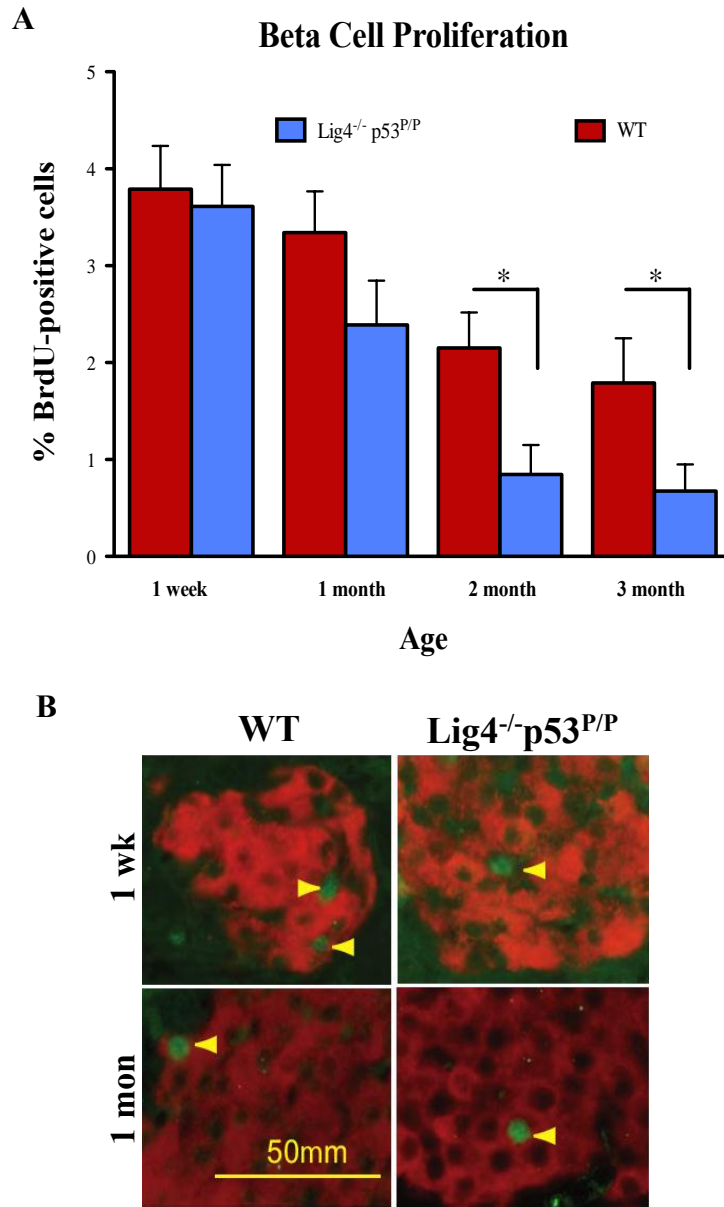 A
Beta Cell Proliferation
5
4
3
2
1
0
% BrdU-positive cells
Lig4-/- p53P/P
WT
*
*
1 week
1 month
2 month
3 month
Age
B
WT
Lig4-/-p53P/P
1 wk
1 mon
50mm